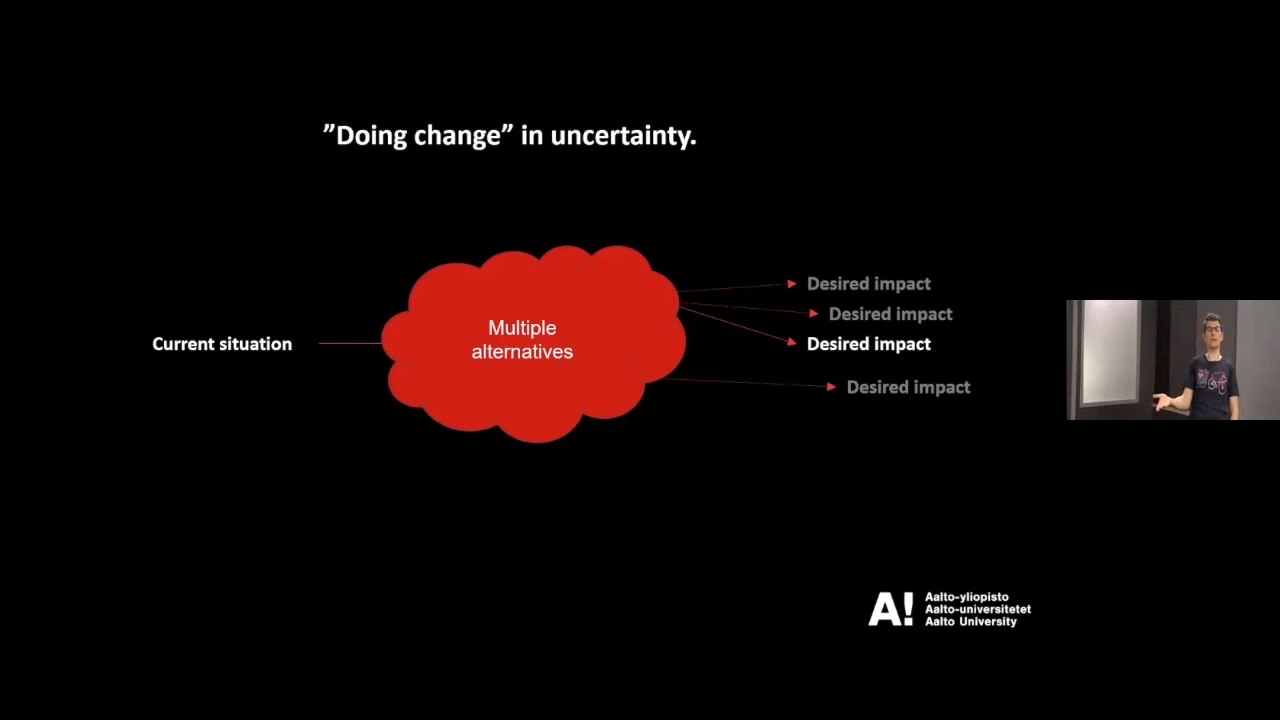 ”Doing change” in uncertainty.
Current situation
Multiple
alternatives
Desired impact
Desired impact
Desired impact
Desired impact
A!
Aalto-yliopisto
Aalto-universitetet
Aalto University